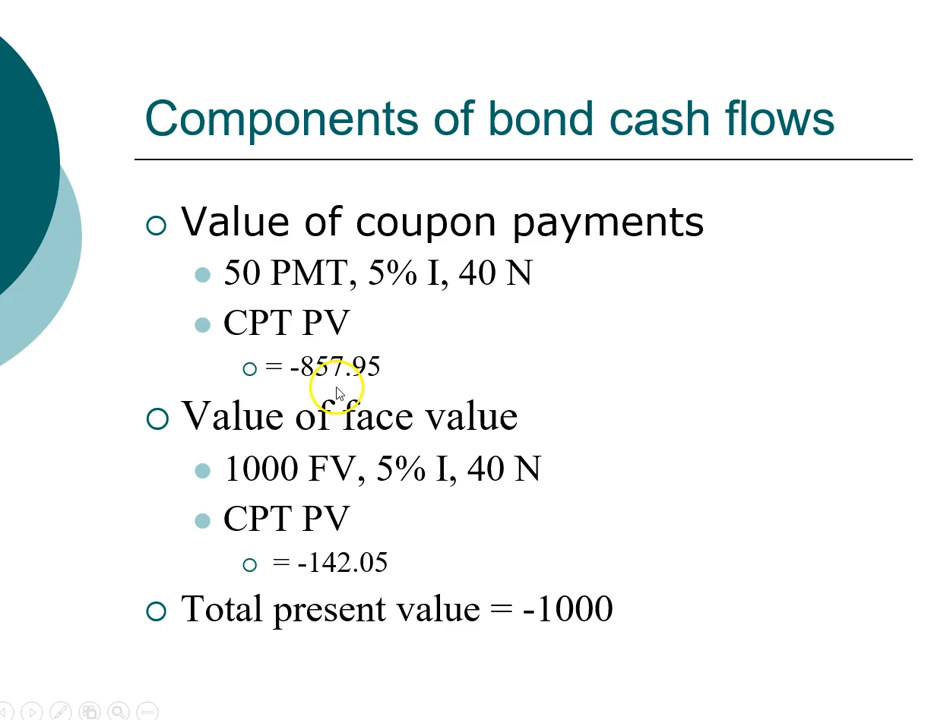 Components of bond cash flows
Value of coupon payments
50 PMT, 5% I, 40 N
CPT PV
= -857.95
Value of face value
1000 FV, 5% I, 40 N
CPT PV
= -142.05
Total present value = -1000